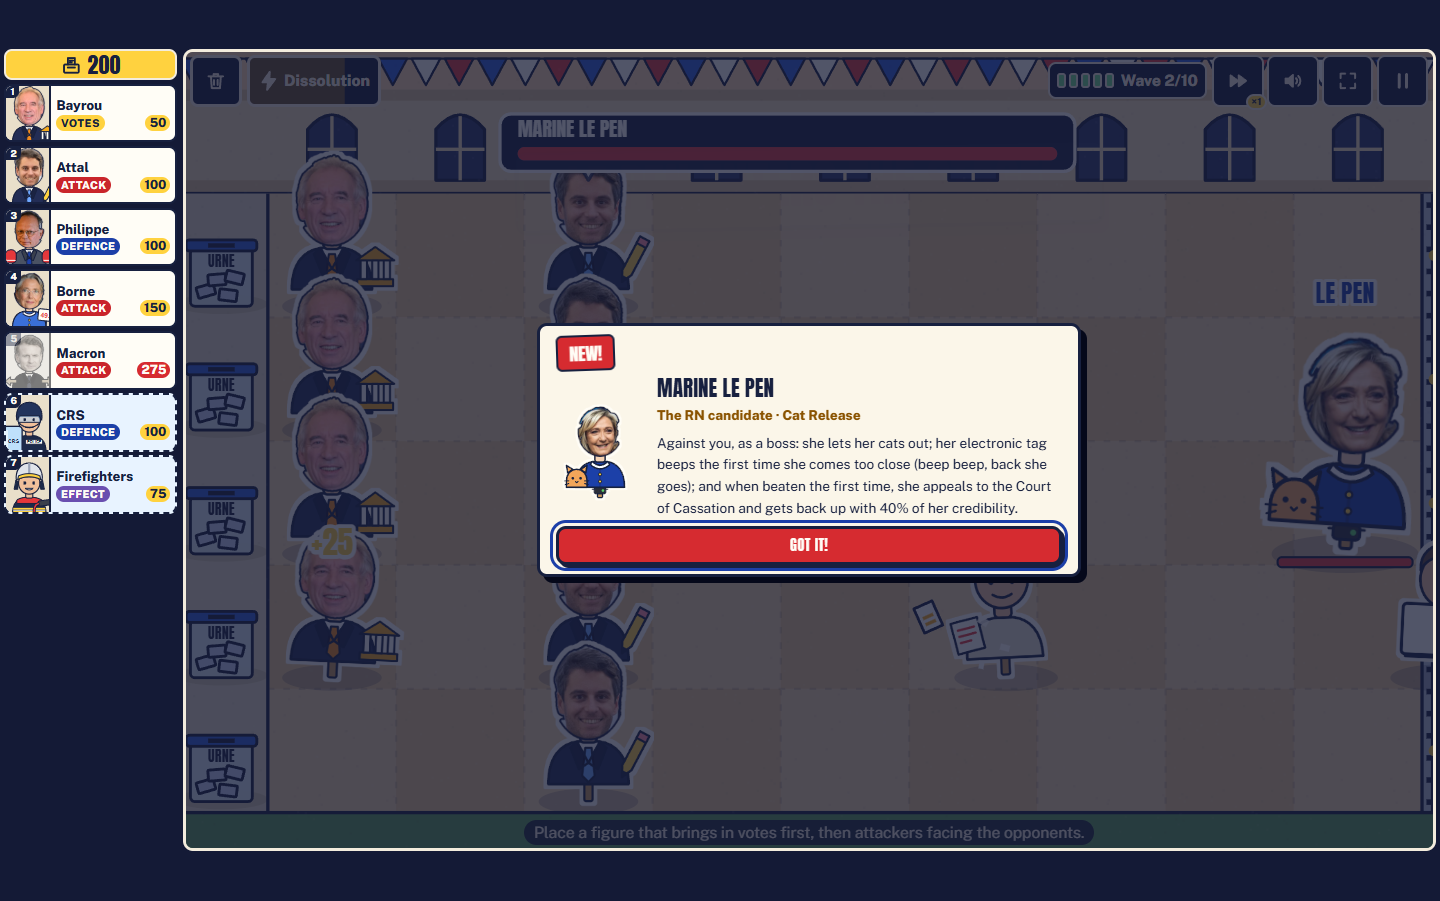 200
1
Bayrou
VOTES
50
2
Attal
ATTACK
100
3
Philippe
DEFENCE
100
4
Borne
ATTACK
150
5
Macron
ATTACK
275
6
CRS
DEFENCE
100
7
Firefighters
EFFECT
75
Dissolution
Wave 2/10
×1
MARINE LE PEN
URNE
URNE
URNE
URNE
URNE
+25
LE PEN
NEW!
MARINE LE PEN
The RN candidate · Cat Release
Against you, as a boss: she lets her cats out; her electronic tag
beeps the first time she comes too close (beep beep, back she
goes); and when beaten the first time, she appeals to the Court
of Cassation and gets back up with 40% of her credibility.
GOT IT!
Place a figure that brings in votes first, then attackers facing the opponents.